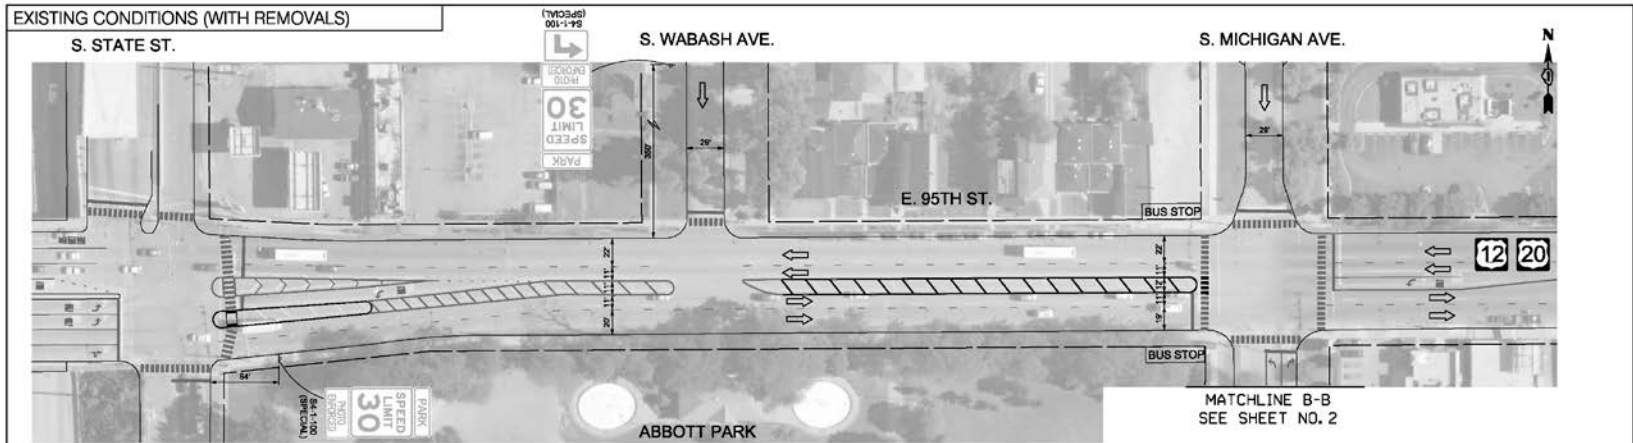 EXISTING CONDITIONS (WITH REMOVALS)
S. STATE ST.
S4-1-100
(SPECIAL)
PHOTO
ENFORCED
30
SPEED
LIMIT
PARK
S. WABASH AVE.
S. MICHIGAN AVE.
N
350'
29'
29'
E. 95TH ST.
BUS STOP
22'
11'
11'
11'
20'
22'
11'
12'
11'
19'
12
20
BUS STOP
64'
S4-1-100
(SPECIAL)
PHOTO
ENFORCED
PARK
SPEED
LIMIT
30
ABBOTT PARK
MATCHLINE B-B
SEE SHEET NO. 2